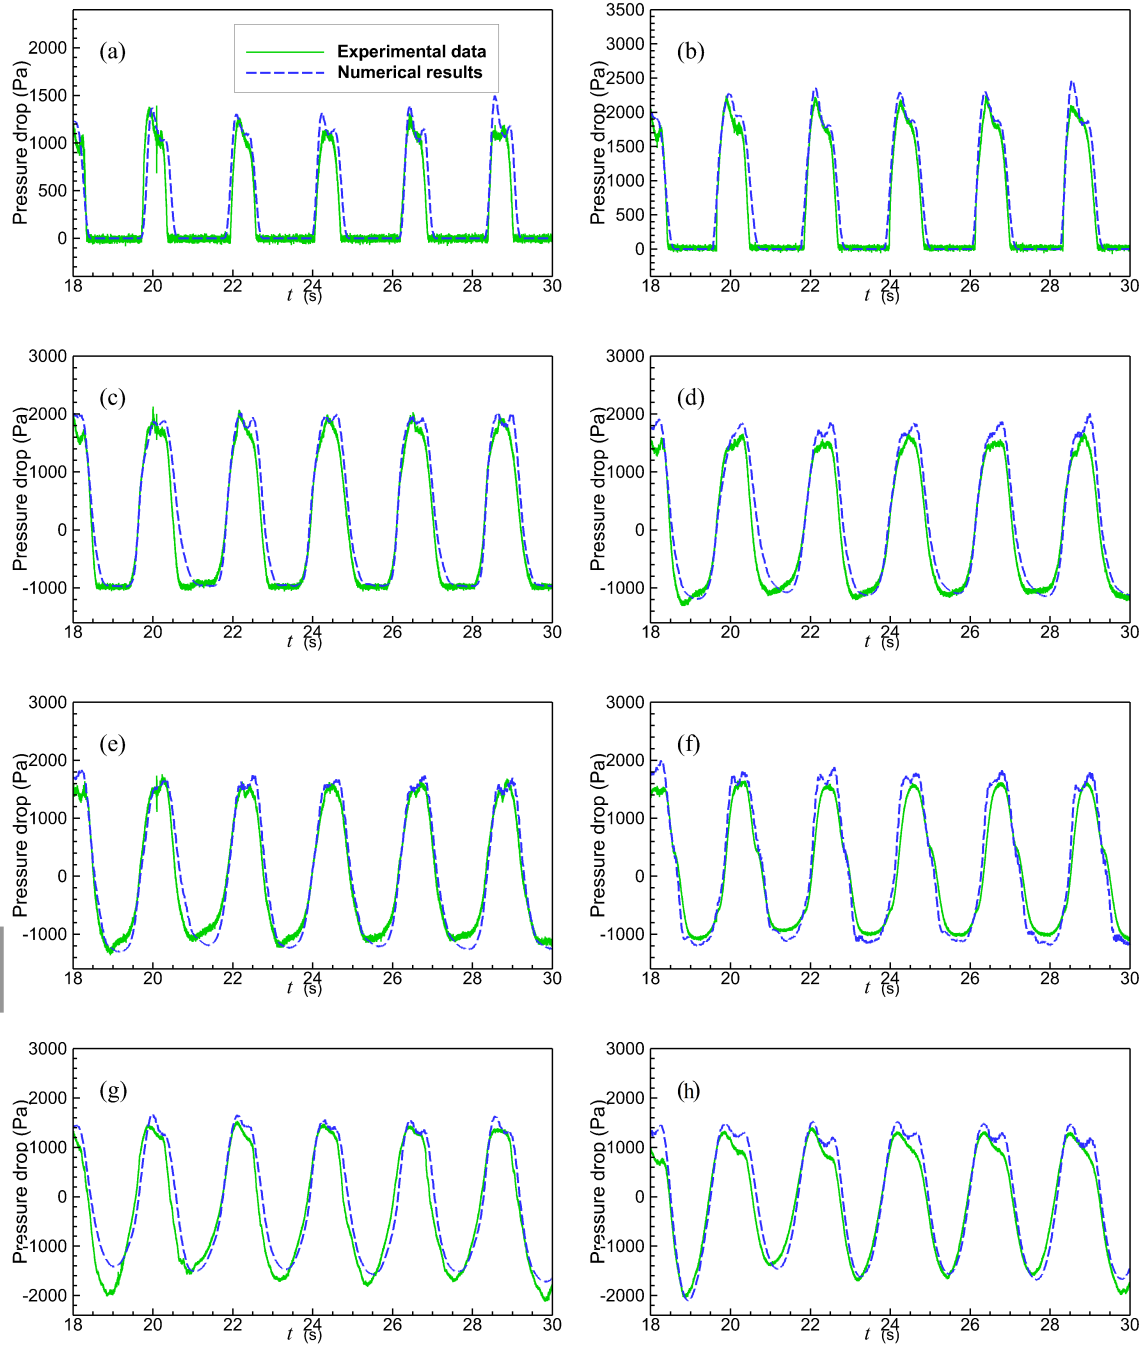 (a)
Experimental data
Numerical results
Pressure drop (Pa)
2000
1500
1000
500
0
18 20 22 24 26 28 30
t (s)
(b)
Pressure drop (Pa)
3500
3000
2500
2000
1500
1000
500
0
18 20 22 24 26 28 30
t (s)
(c)
Pressure drop (Pa)
3000
2000
1000
0
-1000
18 20 22 24 26 28 30
t (s)
(d)
Pressure drop (Pa)
3000
2000
1000
0
-1000
18 20 22 24 26 28 30
t (s)
(e)
Pressure drop (Pa)
3000
2000
1000
0
-1000
18 20 22 24 26 28 30
t (s)
(f)
Pressure drop (Pa)
3000
2000
1000
0
-1000
18 20 22 24 26 28 30
t (s)
(g)
Pressure drop (Pa)
3000
2000
1000
0
-1000
-2000
18 20 22 24 26 28 30
t (s)
(h)
Pressure drop (Pa)
3000
2000
1000
0
-1000
-2000
18 20 22 24 26 28 30
t (s)